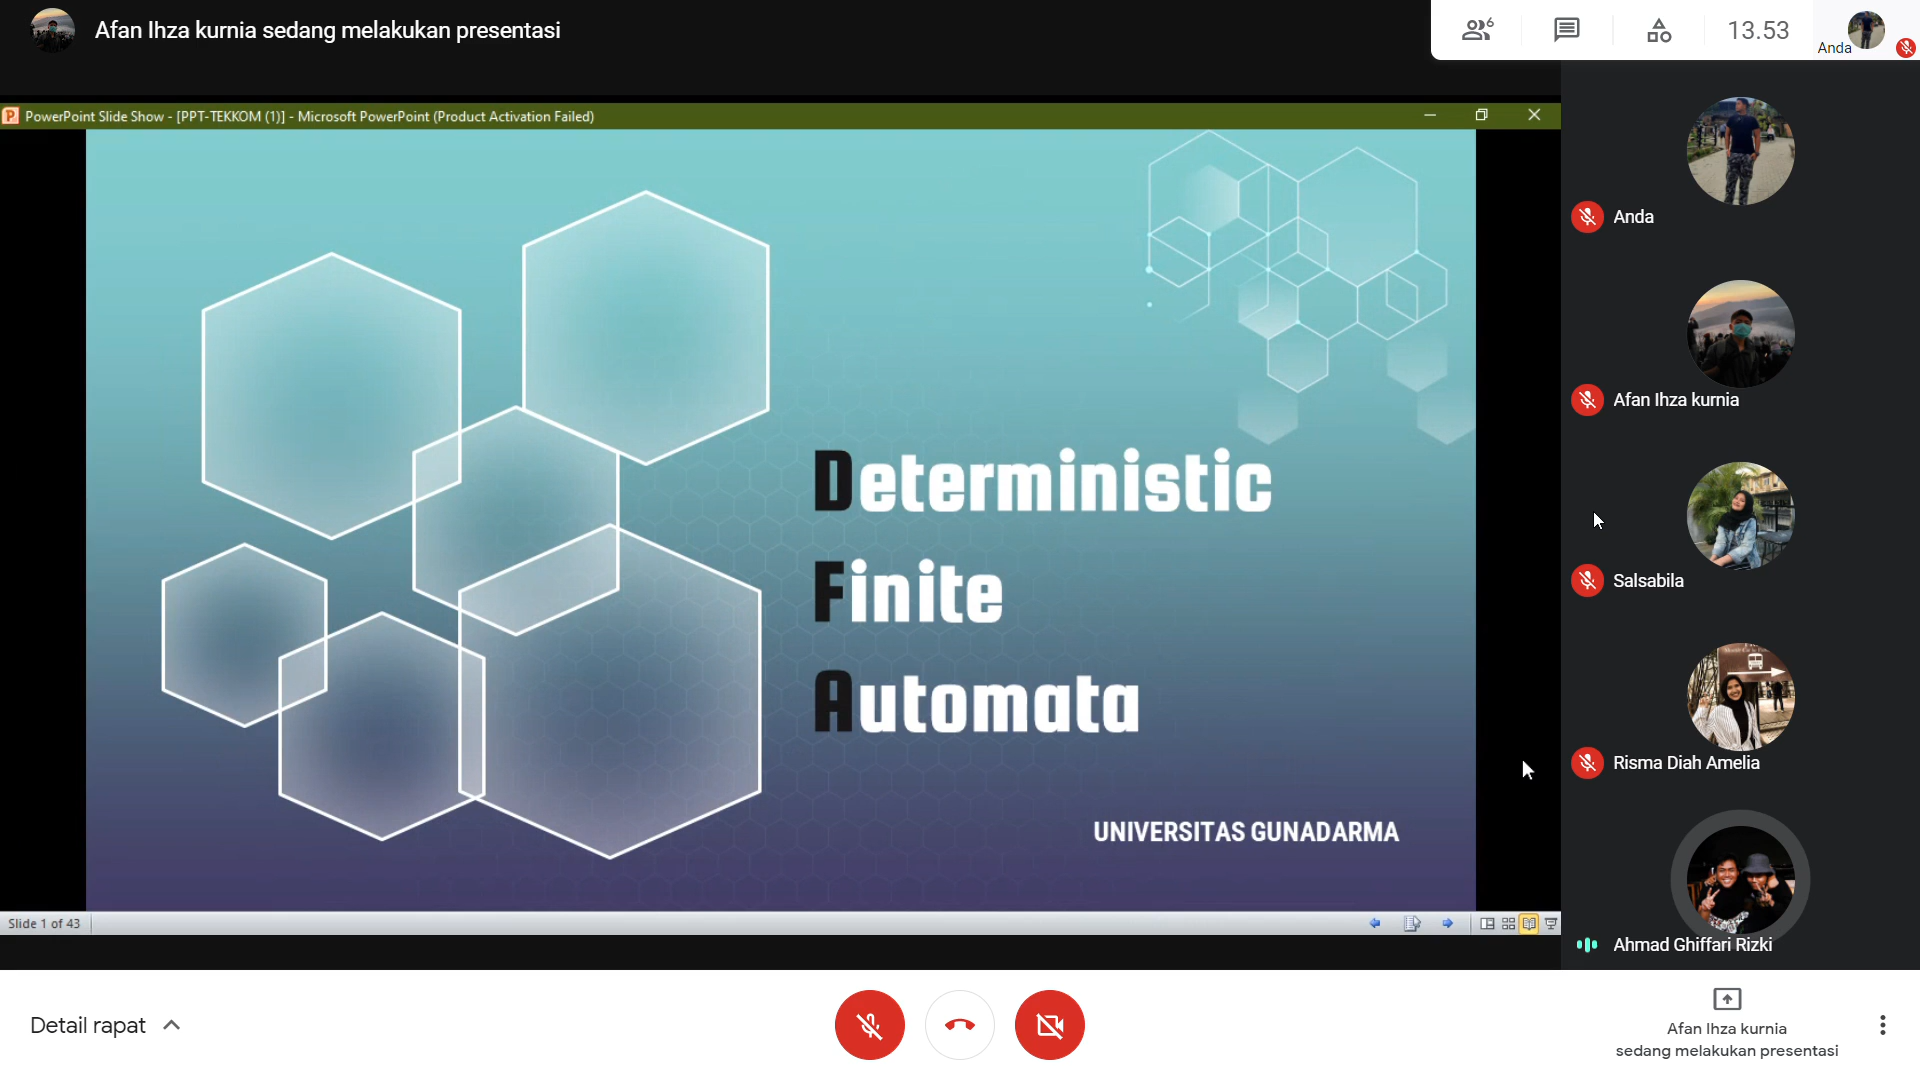 Afan Ihza kurnia sedang melakukan presentasi
6
13.53
Anda
PowerPoint Slide Show - [PPT-TEKKOM (1)] - Microsoft PowerPoint (Product Activation Failed)
Deterministic
Finite
Automata
UNIVERSITAS GUNADARMA
Slide 1 of 43
Anda
Afan Ihza kurnia
Salsabila
Risma Diah Amelia
Ahmad Ghiffari Rizki
Detail rapat
Afan Ihza kurnia
sedang melakukan presentasi